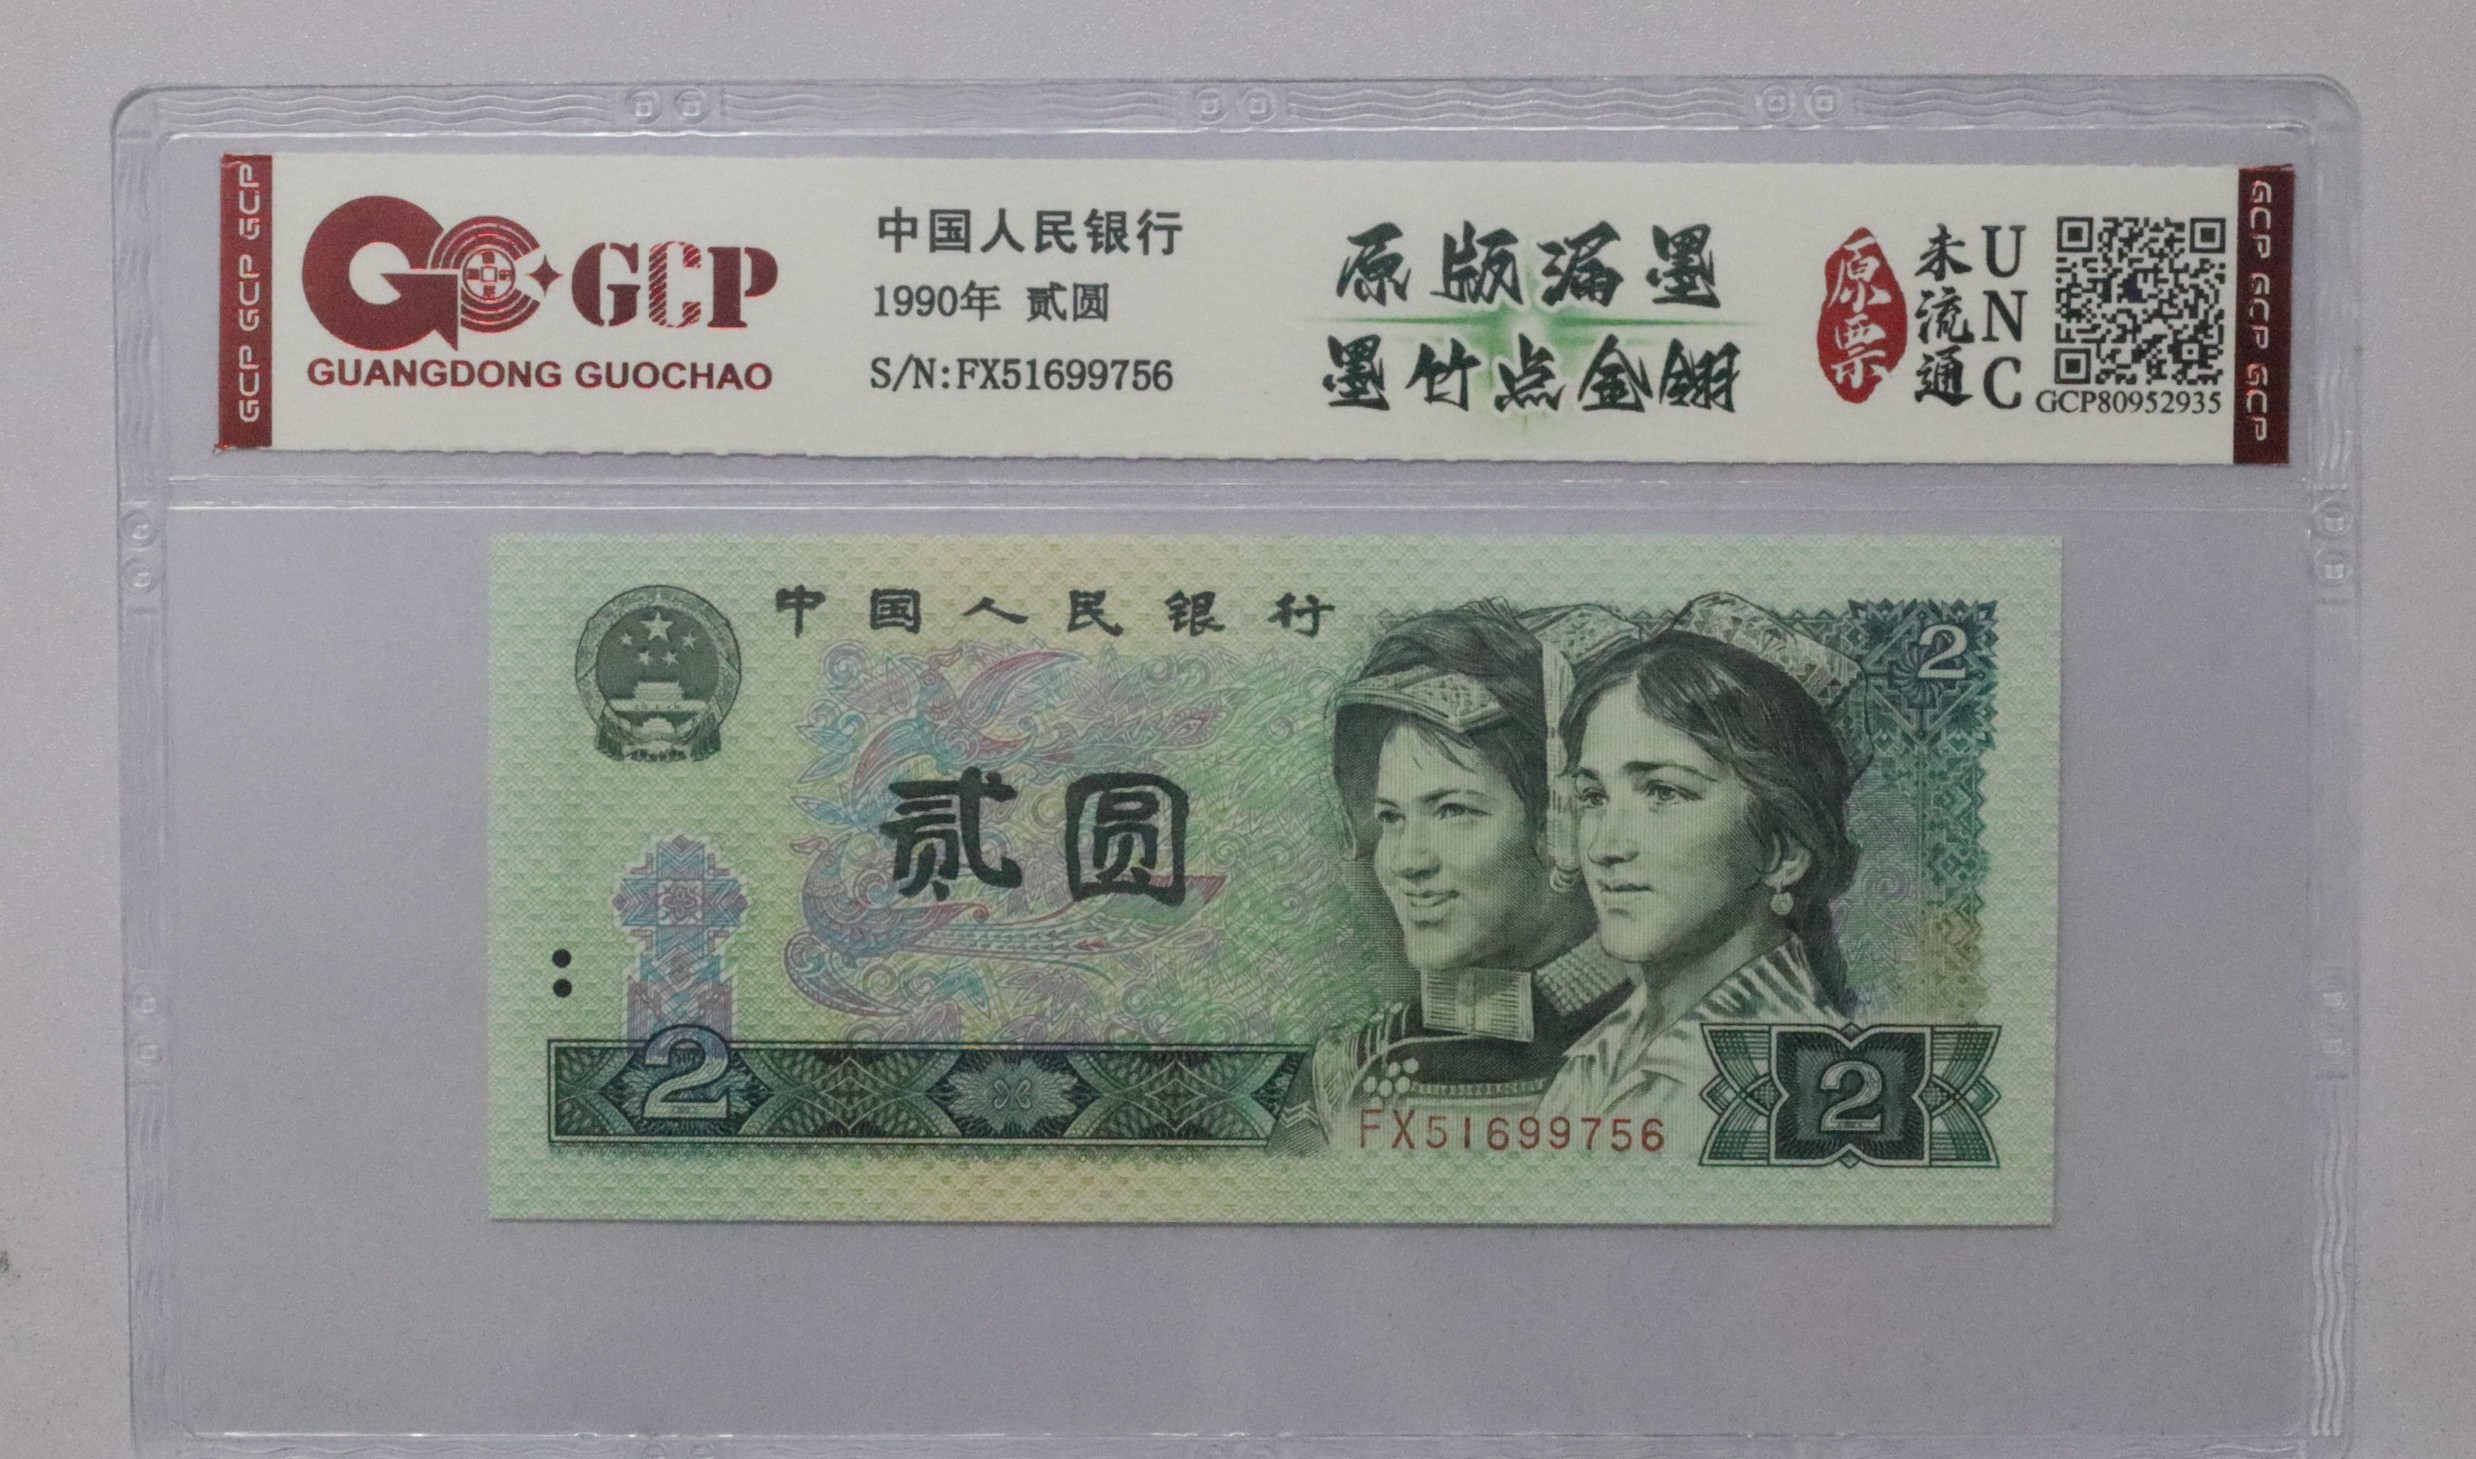 GCP GCP GCP
GCP
GUANGDONG GUOCHAO
中国人民银行
1990年 贰圆
S/N:FX51699756
原版漏墨
墨竹点金翎
原票
未流通
UNC
GCP80952935
GCP GCP GCP
中国人民银行
2
贰圆
2
2
FX51699756